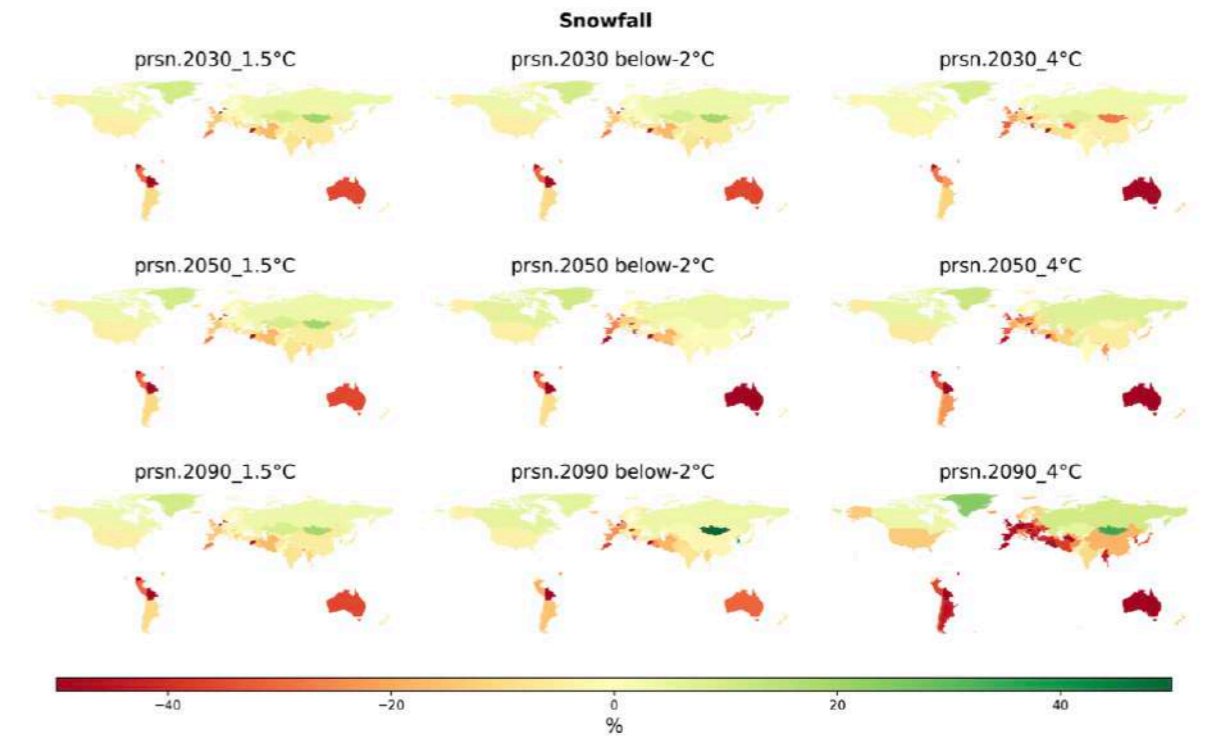 Snowfall
prsn.2030_1.5°C prsn.2030 below-2°C prsn.2030_4°C
prsn.2050_1.5°C prsn.2050 below-2°C prsn.2050_4°C
prsn.2090_1.5°C prsn.2090 below-2°C prsn.2090_4°C
−40 −20 0 20 40
%